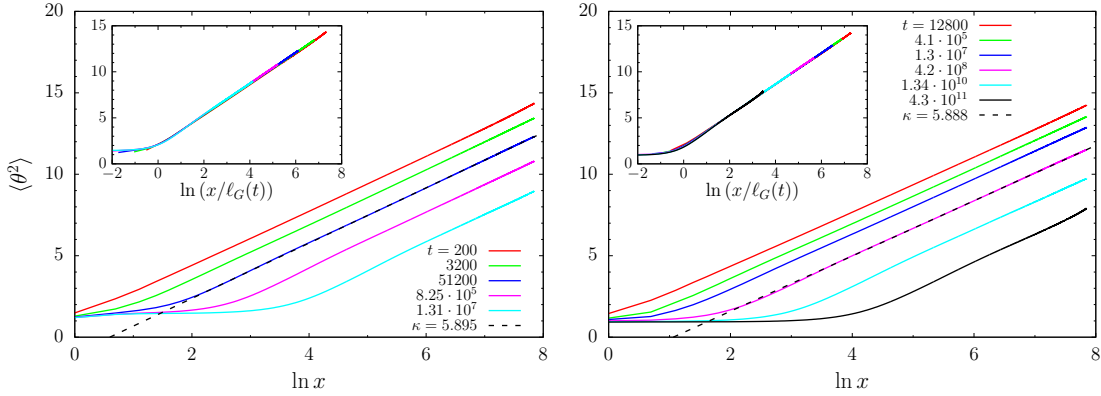 20
15
10
5
0
⟨θ²⟩
0 2 4 6 8
ln x
15
10
5
0
−2 0 2 4 6 8
ln (x/ℓ_G(t))
t = 200
3200
51200
8.25 · 10⁵
1.31 · 10⁷
κ = 5.895
20
15
10
5
0
0 2 4 6 8
ln x
15
10
5
0
−2 0 2 4 6 8
ln (x/ℓ_G(t))
t = 12800
4.1 · 10⁵
1.3 · 10⁷
4.2 · 10⁸
1.34 · 10¹⁰
4.3 · 10¹¹
κ = 5.888